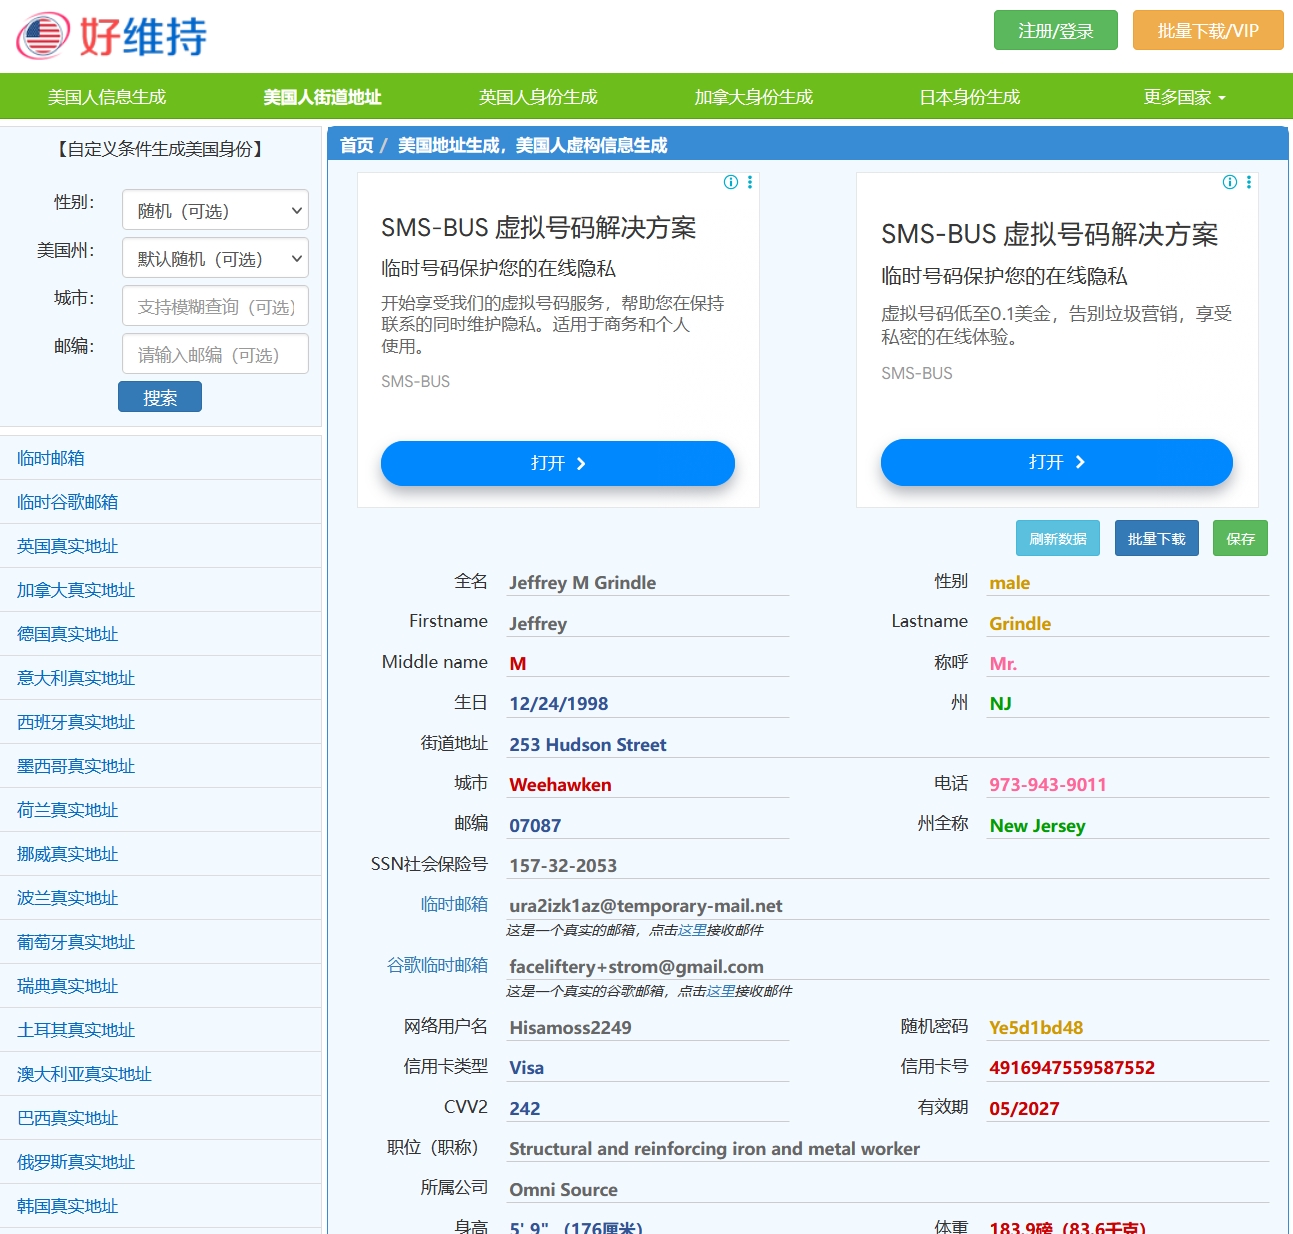 好维持
注册/登录
批量下载/VIP
美国人信息生成
美国人街道地址
英国人身份生成
加拿大身份生成
日本身份生成
更多国家
【自定义条件生成美国身份】
性别:
随机（可选）
美国州:
默认随机（可选）
城市:
支持模糊查询（可选）
邮编:
请输入邮编（可选）
搜索
临时邮箱
临时谷歌邮箱
英国真实地址
加拿大真实地址
德国真实地址
意大利真实地址
西班牙真实地址
墨西哥真实地址
荷兰真实地址
挪威真实地址
波兰真实地址
葡萄牙真实地址
瑞典真实地址
土耳其真实地址
澳大利亚真实地址
巴西真实地址
俄罗斯真实地址
韩国真实地址
首页 / 美国地址生成，美国人虚构信息生成
SMS-BUS 虚拟号码解决方案
临时号码保护您的在线隐私
开始享受我们的虚拟号码服务，帮助您在保持
联系的同时维护隐私。适用于商务和个人
使用。
SMS-BUS
打开
SMS-BUS 虚拟号码解决方案
临时号码保护您的在线隐私
虚拟号码低至0.1美金，告别垃圾营销，享受
私密的在线体验。
SMS-BUS
打开
刷新数据
批量下载
保存
全名 Jeffrey M Grindle
性别 male
Firstname Jeffrey
Lastname Grindle
Middle name M
称呼 Mr.
生日 12/24/1998
州 NJ
街道地址 253 Hudson Street
城市 Weehawken
电话 973-943-9011
邮编 07087
州全称 New Jersey
SSN社会保险号 157-32-2053
临时邮箱 ura2izk1az@temporary-mail.net
这是一个真实的邮箱，点击这里接收邮件
谷歌临时邮箱 faceliftery+strom@gmail.com
这是一个真实的谷歌邮箱，点击这里接收邮件
网络用户名 Hisamoss2249
随机密码 Ye5d1bd48
信用卡类型 Visa
信用卡号 4916947559587552
CVV2 242
有效期 05/2027
职位（职称） Structural and reinforcing iron and metal worker
所属公司 Omni Source
身高 5' 9" （176厘米）
体重 183.9磅（83.6千克）